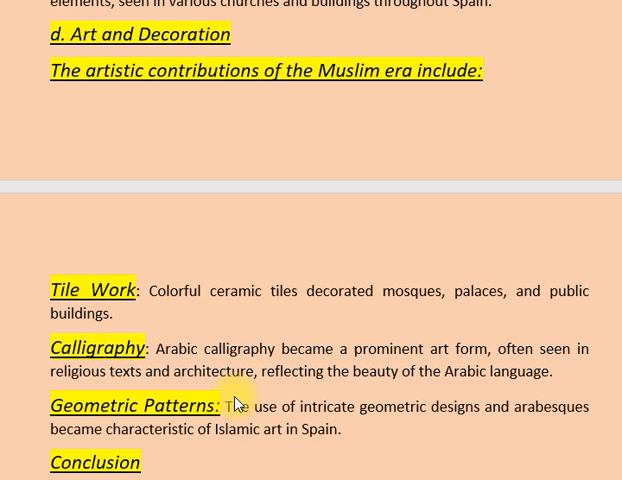 elements, seen in various churches and buildings throughout Spain.
d. Art and Decoration
The artistic contributions of the Muslim era include:
Tile Work: Colorful ceramic tiles decorated mosques, palaces, and public
buildings.
Calligraphy: Arabic calligraphy became a prominent art form, often seen in
religious texts and architecture, reflecting the beauty of the Arabic language.
Geometric Patterns: The use of intricate geometric designs and arabesques
became characteristic of Islamic art in Spain.
Conclusion